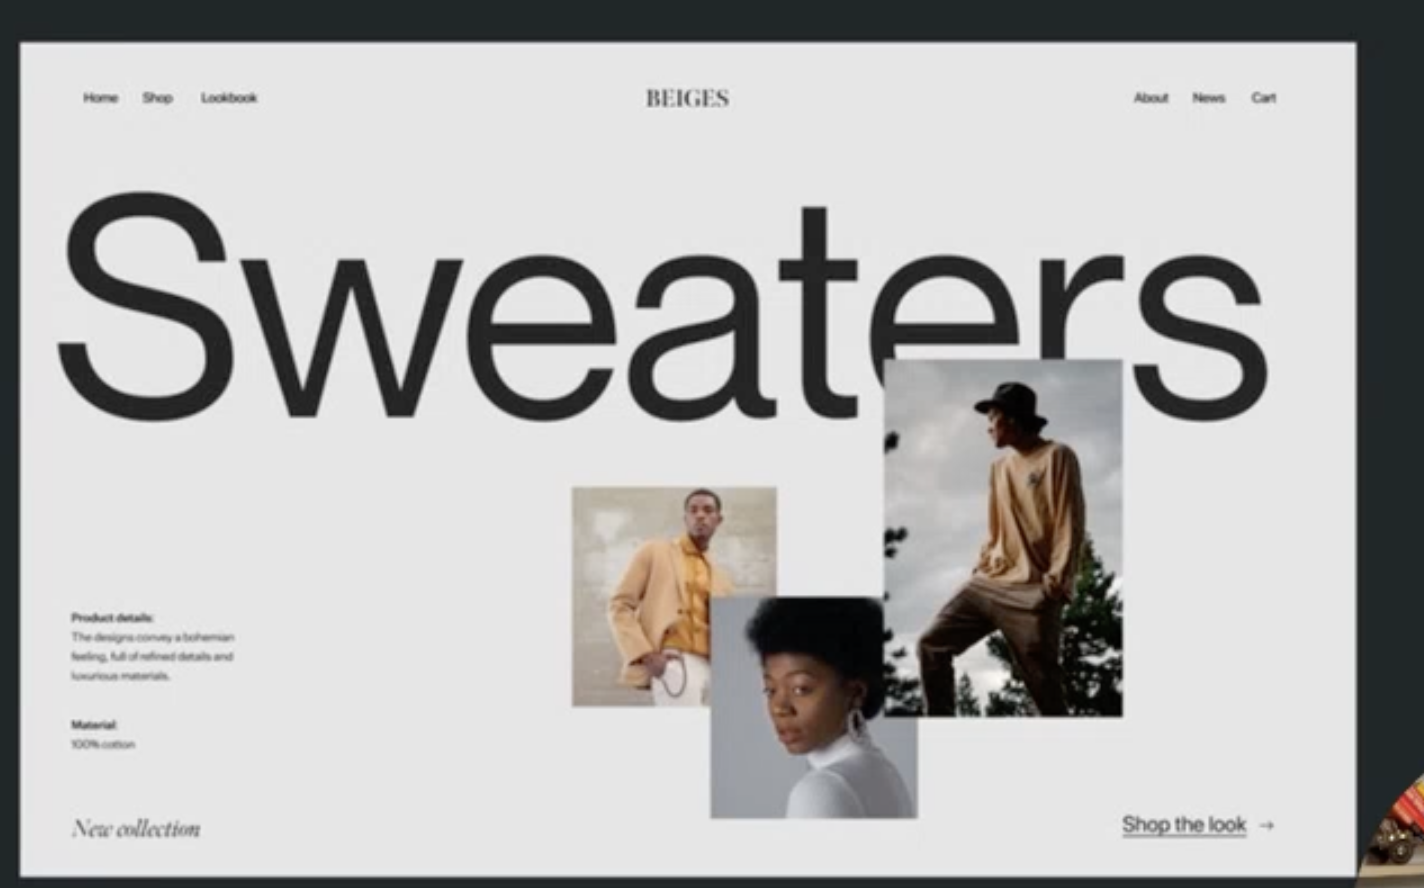 Home Shop Lookbook
BEIGES
About News Cart
Sweaters
Product details:
The designs convey a bohemian
feeling, full of refined details and
luxurious materials.
Material:
100% cotton
New collection
Shop the look →